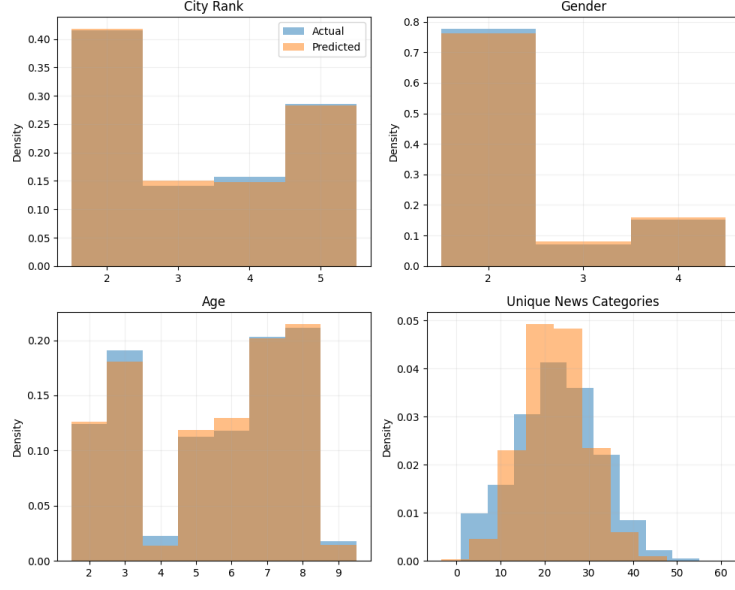 City Rank
Density
0.40
0.35
0.30
0.25
0.20
0.15
0.10
0.05
0.00
2 3 4 5
Actual
Predicted
Gender
Density
0.8
0.7
0.6
0.5
0.4
0.3
0.2
0.1
0.0
2 3 4
Age
Density
0.20
0.15
0.10
0.05
0.00
2 3 4 5 6 7 8 9
Unique News Categories
Density
0.05
0.04
0.03
0.02
0.01
0.00
0 10 20 30 40 50 60